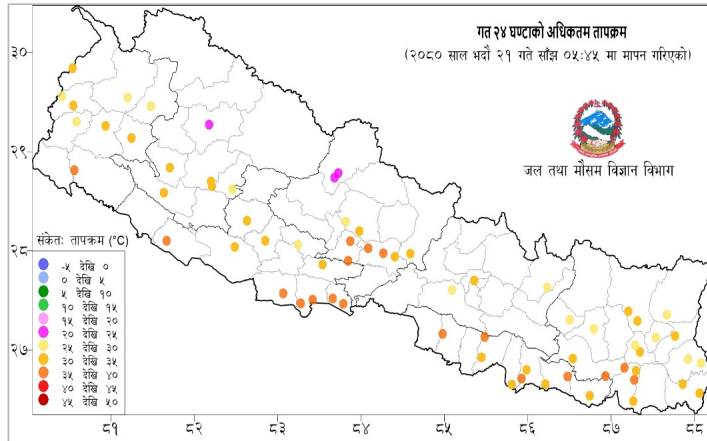 गत २४ घण्टाको अधिकतम तापक्रम
(२०८० साल भदौ २१ गते साँझ ०५:४५ मा मापन गरिएको)
३०
जल तथा मौसम विज्ञान विभाग
२९
२८
संकेतः तापक्रम (°C)
-५ देखि ०
० देखि ५
५ देखि १०
१० देखि १५
१५ देखि २०
२० देखि २५
२५ देखि ३०
३० देखि ३५
३५ देखि ४०
४० देखि ४५
४५ देखि ५०
२७
८१ ८२ ८३ ८४ ८५ ८६ ८७ ८८